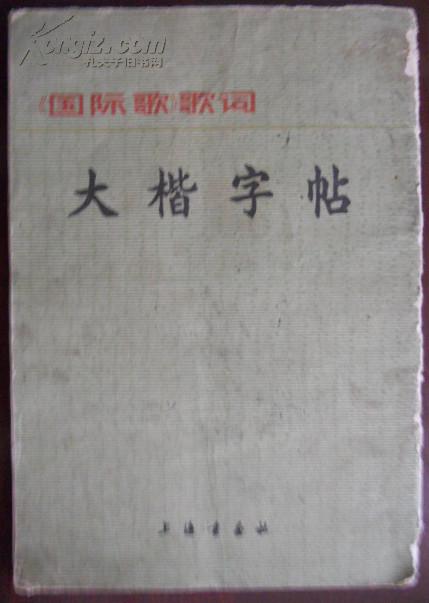 Kongfz.com
孔夫子旧书网
《国际歌》歌词
大楷字帖
上海书画社